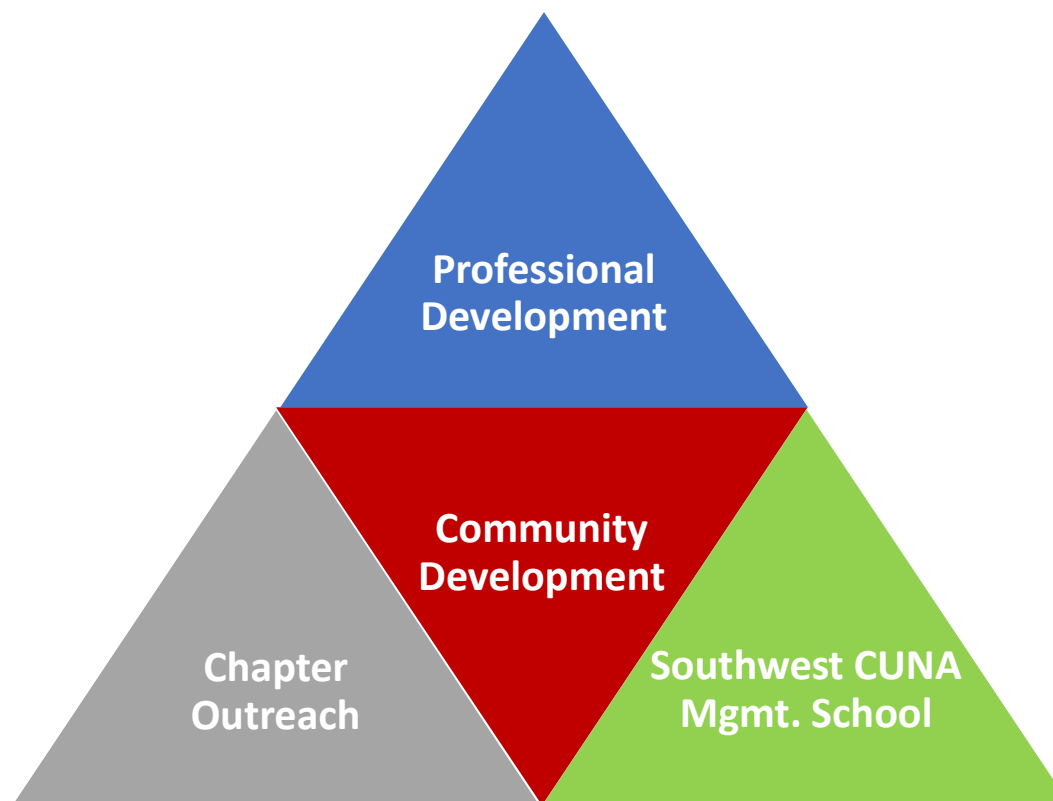 Professional
Development
Community
Development
Chapter
Outreach
Southwest CUNA
Mgmt. School